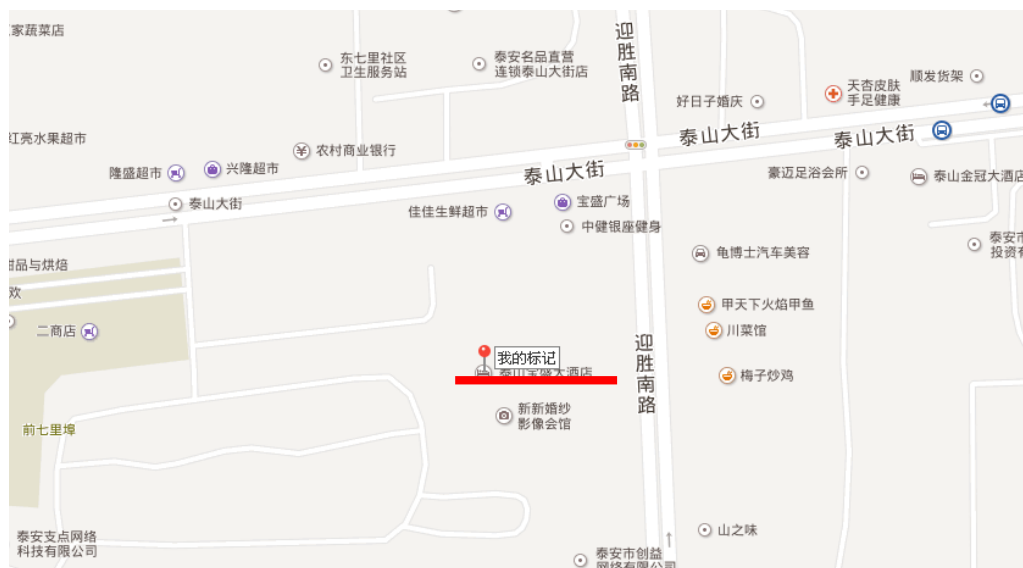 家蔬菜店
东七里社区
卫生服务站
泰安名品直营
连锁泰山大街店
迎胜南路
好日子婚庆
天杏皮肤
手足健康
顺发货架
红亮水果超市
¥ 农村商业银行
泰山大街
泰山大街
隆盛超市
兴隆超市
泰山大街
豪迈足浴会所
泰山金冠大酒店
泰山大街
佳佳生鲜超市
宝盛广场
中健银座健身
泰安市
投资有
龟博士汽车美容
甜品与烘焙
欢
甲天下火焰甲鱼
川菜馆
二商店
迎胜南路
我的标记
泰山宝盛大酒店
梅子炒鸡
新新婚纱
影像会馆
前七里埠
泰安支点网络
科技有限公司
山之味
泰安市创益
网络有限公司